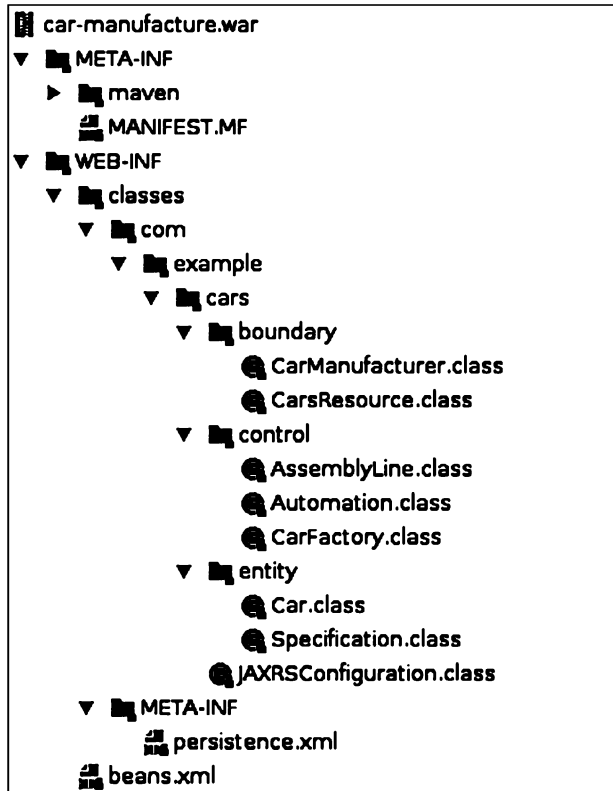 car-manufacture.war
META-INF
maven
MANIFEST.MF
WEB-INF
classes
com
example
cars
boundary
CarManufacturer.class
CarsResource.class
control
AssemblyLine.class
Automation.class
CarFactory.class
entity
Car.class
Specification.class
JAXRSConfiguration.class
META-INF
persistence.xml
beans.xml